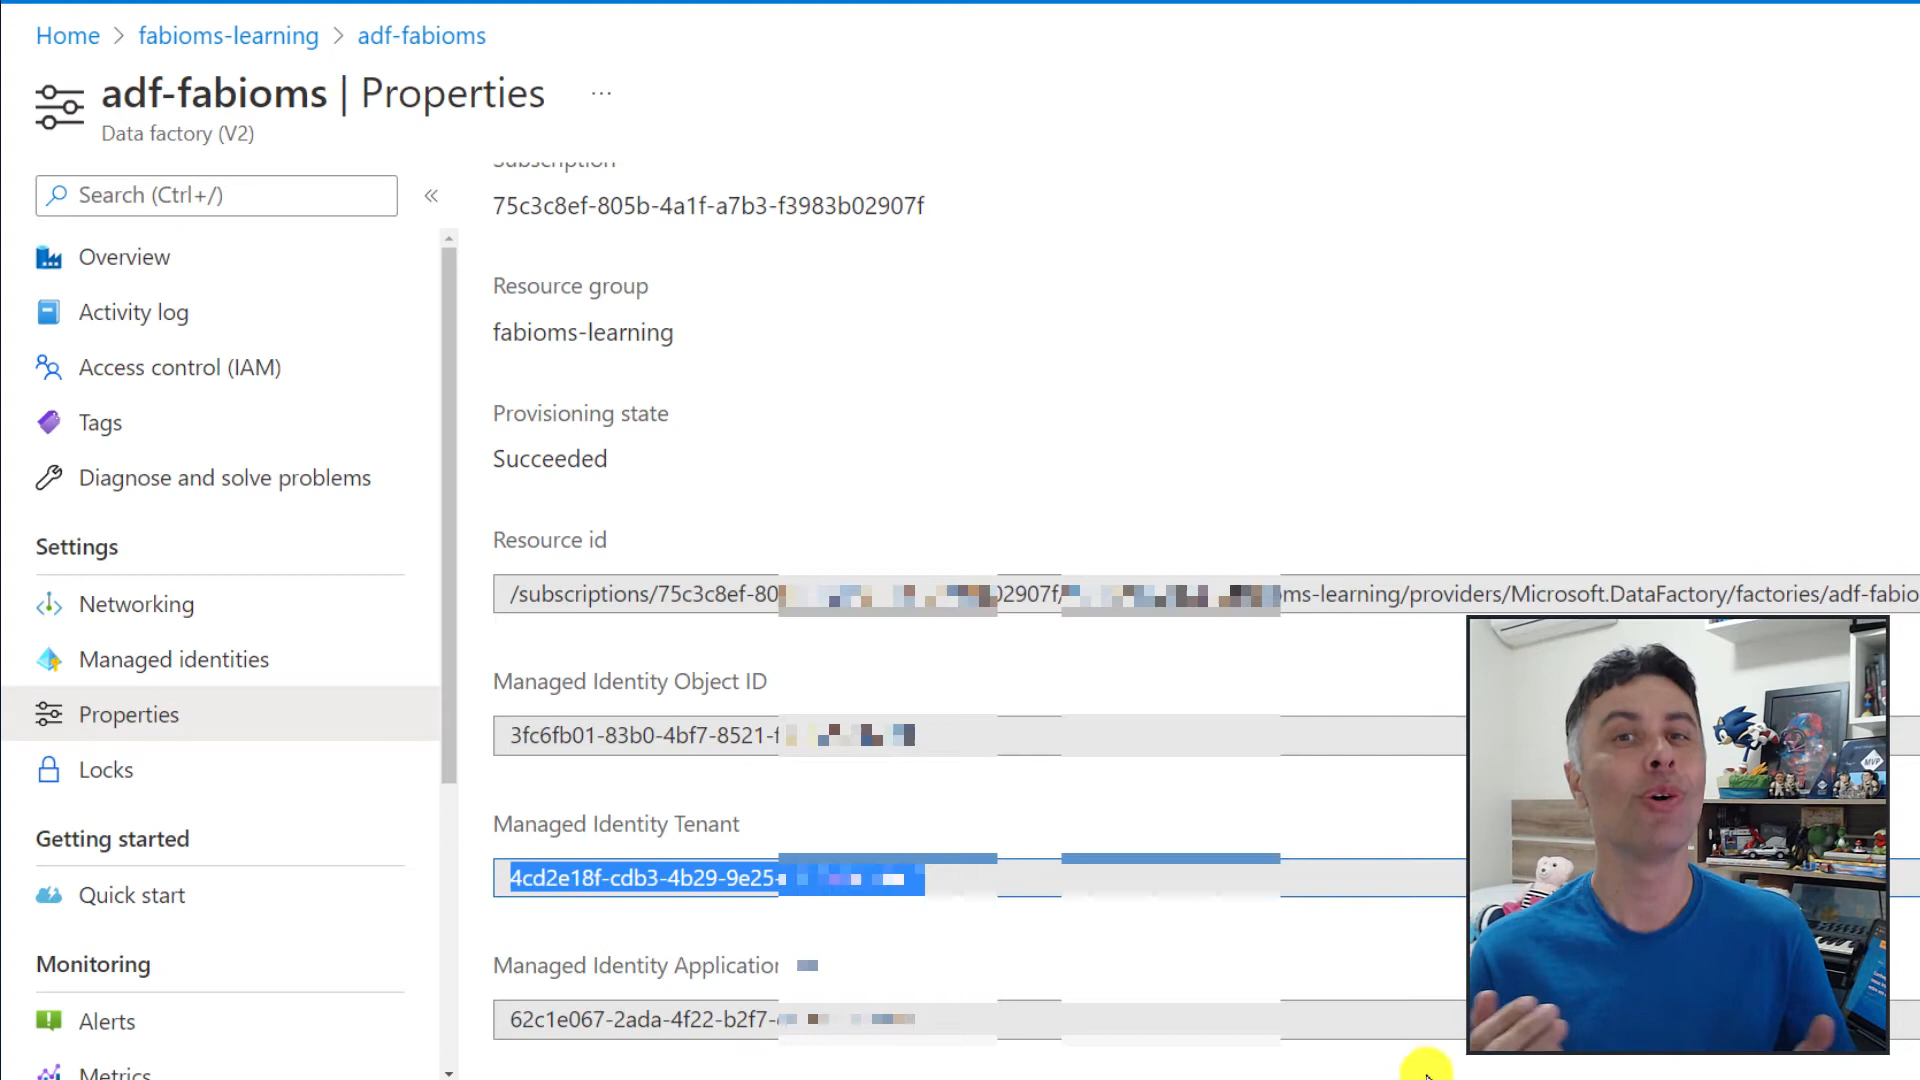 Home > fabioms-learning > adf-fabioms
adf-fabioms | Properties ...
Data factory (V2)
Search (Ctrl+/)
«
Overview
Activity log
Access control (IAM)
Tags
Diagnose and solve problems
Settings
Networking
Managed identities
Properties
Locks
Getting started
Quick start
Monitoring
Alerts
Metrics
Subscription
75c3c8ef-805b-4a1f-a7b3-f3983b02907f
Resource group
fabioms-learning
Provisioning state
Succeeded
Resource id
/subscriptions/75c3c8ef-80 02907f/ ms-learning/providers/Microsoft.DataFactory/factories/adf-fabio
Managed Identity Object ID
3fc6fb01-83b0-4bf7-8521-f
Managed Identity Tenant
4cd2e18f-cdb3-4b29-9e25-
Managed Identity Application
62c1e067-2ada-4f22-b2f7-
MVP